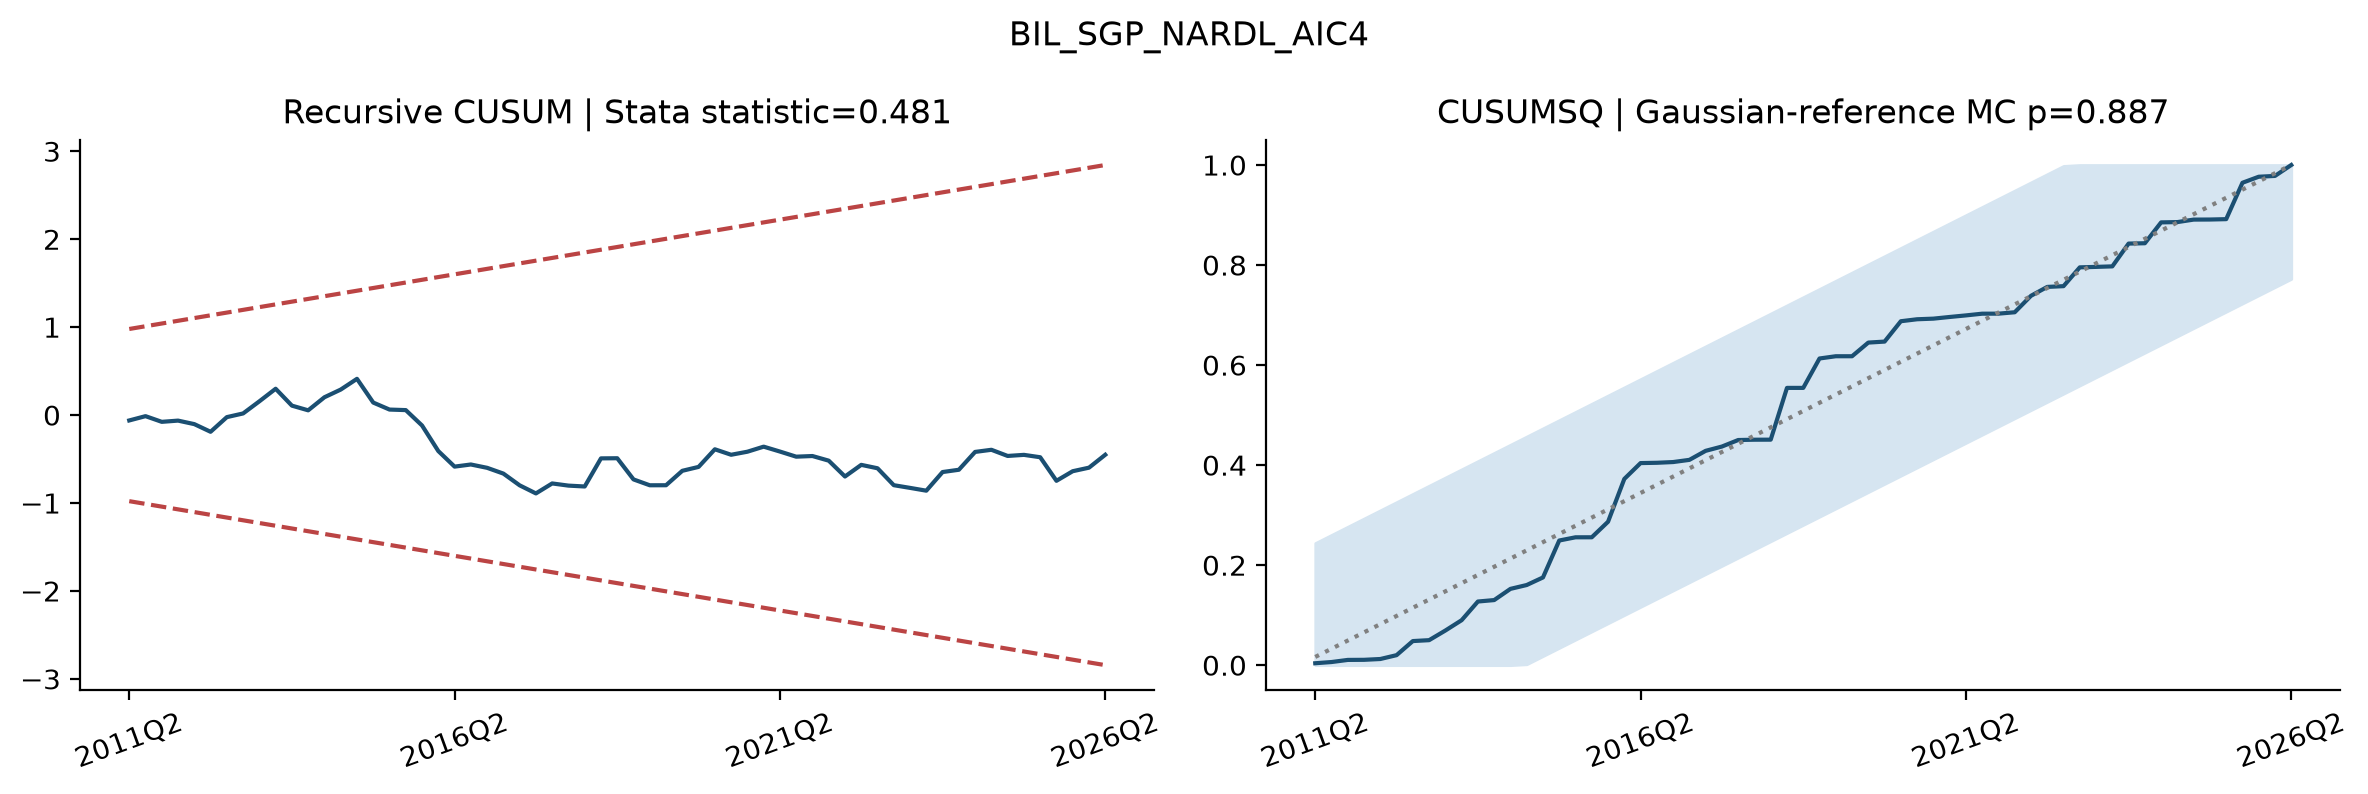 BIL_SGP_NARDL_AIC4
Recursive CUSUM | Stata statistic=0.481
3
2
1
0
−1
−2
−3
2011Q2
2016Q2
2021Q2
2026Q2
CUSUMSQ | Gaussian-reference MC p=0.887
1.0
0.8
0.6
0.4
0.2
0.0
2011Q2
2016Q2
2021Q2
2026Q2